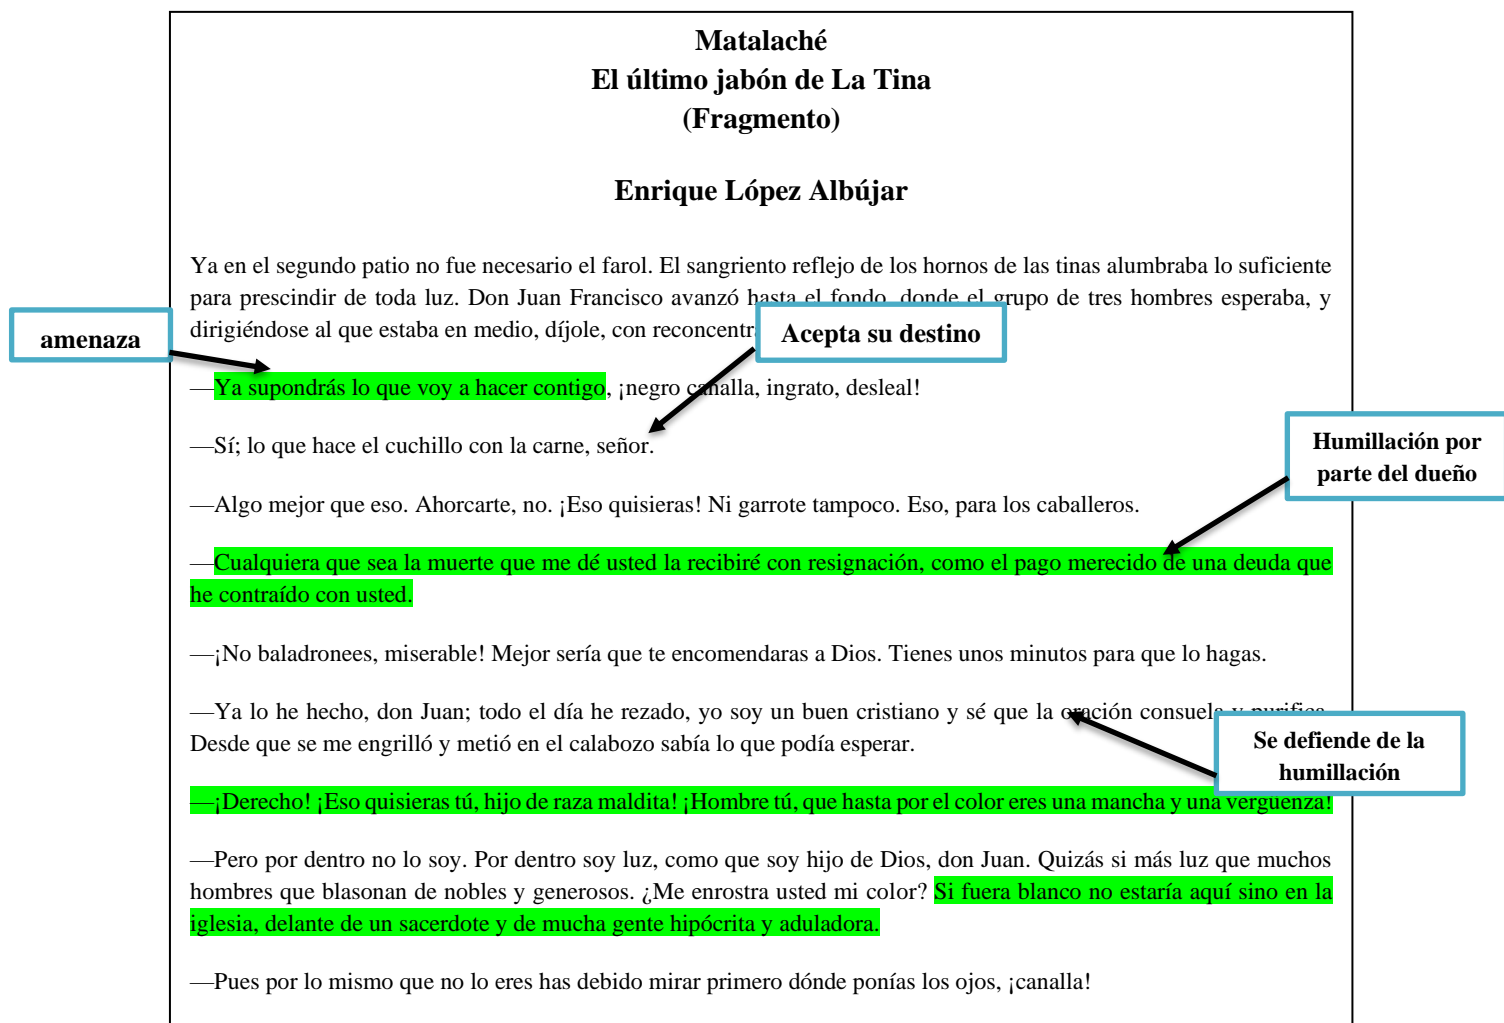 Matalaché
El último jabón de La Tina
(Fragmento)
Enrique López Albújar
Ya en el segundo patio no fue necesario el farol. El sangriento reflejo de los hornos de las tinas alumbraba lo suficiente
para prescindir de toda luz. Don Juan Francisco avanzó hasta el fondo, donde el grupo de tres hombres esperaba, y
dirigiéndose al que estaba en medio, díjole, con
amenaza
Acepta su destino
—Ya supondrás lo que voy a hacer contigo, ¡negro canalla, ingrato, desleal!
—Sí; lo que hace el cuchillo con la carne, señor.
Humillación por
parte del dueño
—Algo mejor que eso. Ahorcarte, no. ¡Eso quisieras! Ni garrote tampoco. Eso, para los caballeros.
—Cualquiera que sea la muerte que me dé usted la recibiré con resignación, como el pago merecido de una deuda que
he contraído con usted.
—¡No baladronees, miserable! Mejor sería que te encomendaras a Dios. Tienes unos minutos para que lo hagas.
—Ya lo he hecho, don Juan; todo el día he rezado, yo soy un buen cristiano y sé que la oración consuela y purifica.
Desde que se me engrilló y metió en el calabozo sabía lo que podía esperar.
Se defiende de la
humillación
—¡Derecho! ¡Eso quisieras tú, hijo de raza maldita! ¡Hombre tú, que hasta por el color eres una mancha y una vergüenza!
—Pero por dentro no lo soy. Por dentro soy luz, como que soy hijo de Dios, don Juan. Quizás si más luz que muchos
hombres que blasonan de nobles y generosos. ¿Me enrostra usted mi color? Si fuera blanco no estaría aquí sino en la
iglesia, delante de un sacerdote y de mucha gente hipócrita y aduladora.
—Pues por lo mismo que no lo eres has debido mirar primero dónde ponías los ojos, ¡canalla!